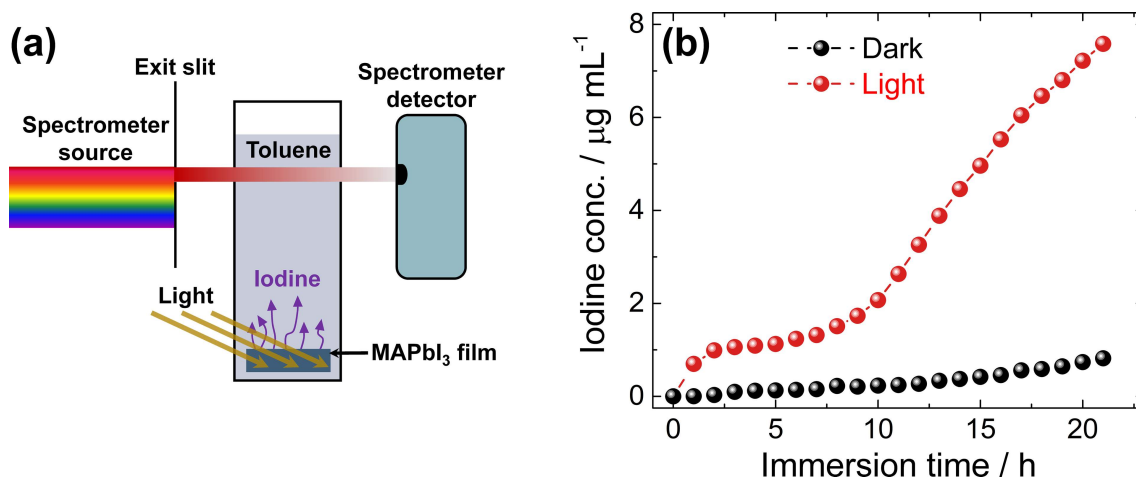 (a)
Exit slit
Spectrometer
source
Spectrometer
detector
Toluene
Iodine
Light
MAPbI₃ film
(b)
Dark
Light
Iodine conc. / μg mL⁻¹
8
6
4
2
0
0
5
10
15
20
Immersion time / h